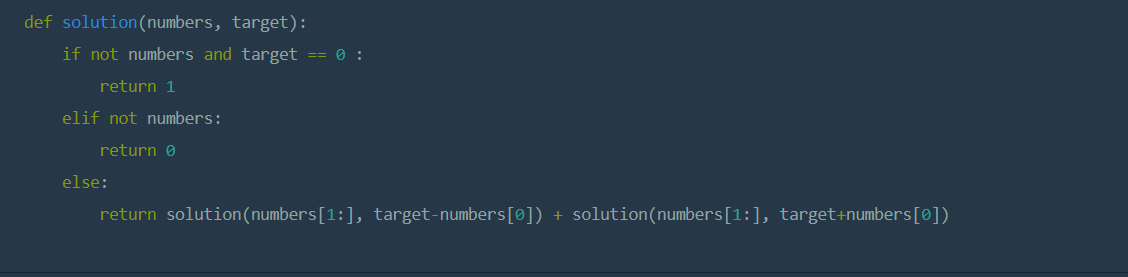 def solution(numbers, target):
    if not numbers and target == 0 :
        return 1
    elif not numbers:
        return 0
    else:
        return solution(numbers[1:], target-numbers[0]) + solution(numbers[1:], target+numbers[0])